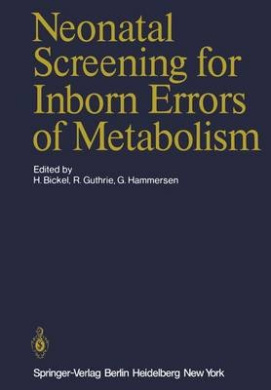 Neonatal
Screening for
Inborn Errors
of Metabolism
Edited by
H. Bickel, R. Guthrie, G. Hammersen
Springer-Verlag Berlin Heidelberg New York